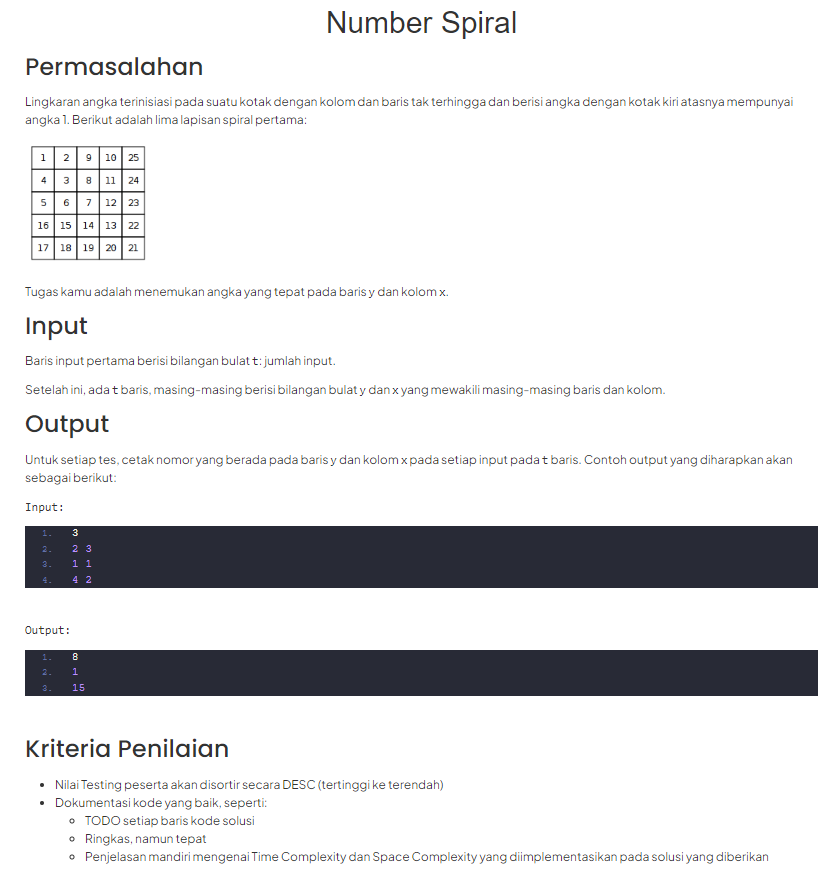 Number Spiral
Permasalahan
Lingkaran angka terinisiasi pada suatu kotak dengan kolom dan baris tak terhingga dan berisi angka dengan kotak kiri atasnya mempunyai
angka 1. Berikut adalah lima lapisan spiral pertama:
1 2 9 10 25
4 3 8 11 24
5 6 7 12 23
16 15 14 13 22
17 18 19 20 21
Tugas kamu adalah menemukan angka yang tepat pada baris y dan kolom x.
Input
Baris input pertama berisi bilangan bulat t: jumlah input.
Setelah ini, ada t baris, masing-masing berisi bilangan bulat y dan x yang mewakili masing-masing baris dan kolom.
Output
Untuk setiap tes, cetak nomor yang berada pada baris y dan kolom x pada setiap input pada t baris. Contoh output yang diharapkan akan
sebagai berikut:
Input:
1. 3
2. 2 3
3. 1 1
4. 4 2
Output:
1. 8
2. 1
3. 15
Kriteria Penilaian
• Nilai Testing peserta akan disortir secara DESC (tertinggi ke terendah)
• Dokumentasi kode yang baik, seperti:
◦ TODO setiap baris kode solusi
◦ Ringkas, namun tepat
◦ Penjelasan mandiri mengenai Time Complexity dan Space Complexity yang diimplementasikan pada solusi yang diberikan